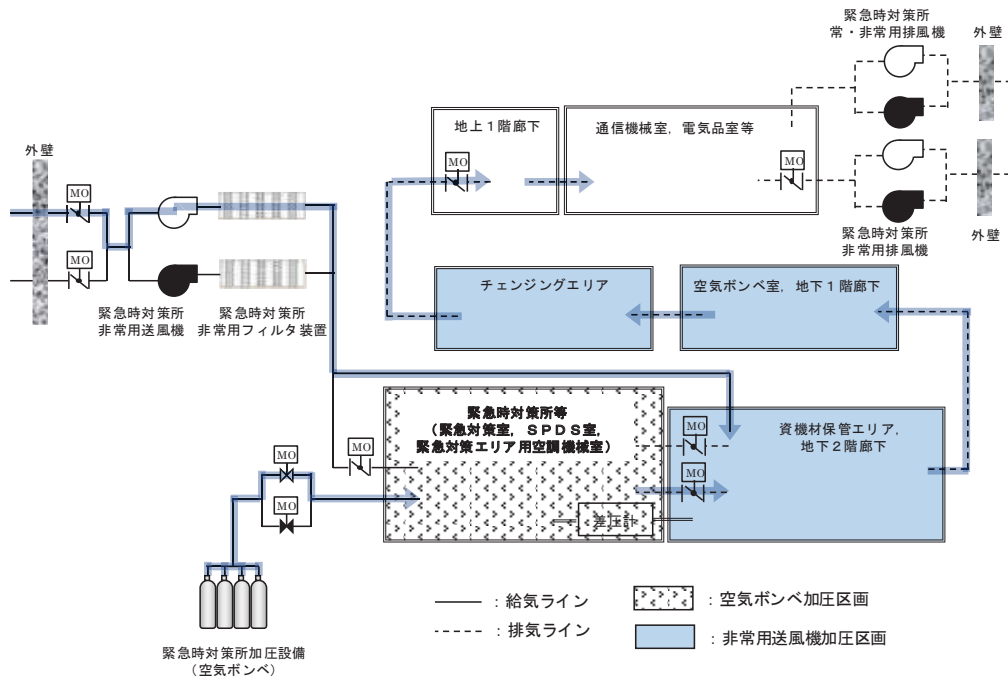 緊急時対策所
常・非常用排風機
外壁
地上１階廊下
通信機械室，電気品室等
MO
MO
外壁
MO
MO
緊急時対策所
非常用送風機
緊急時対策所
非常用フィルタ装置
緊急時対策所
非常用排風機
外壁
チェンジングエリア
空気ボンベ室，地下１階廊下
緊急時対策所等
（緊急対策室，ＳＰＤＳ室，
緊急対策エリア用空調機械室）
資機材保管エリア，
地下２階廊下
MO
MO
MO
MO
MO
差圧計
緊急時対策所加圧設備
（空気ボンベ）
：給気ライン
：排気ライン
：空気ボンベ加圧区画
：非常用送風機加圧区画